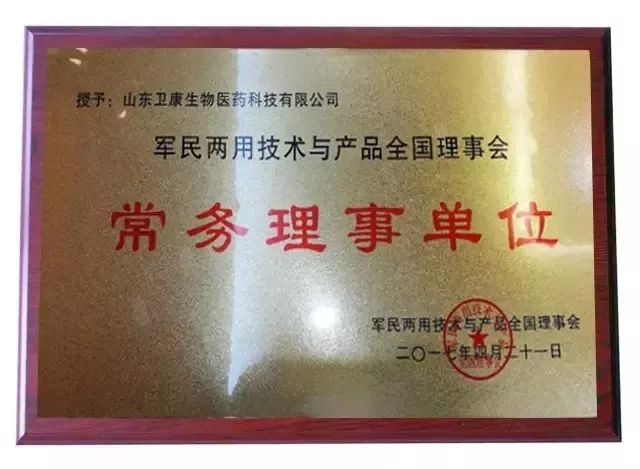 授予：山东卫康生物医药科技有限公司
军民两用技术与产品全国理事会
常务理事单位
军民两用技术与产品全国理事会
二〇一七年四月二十一日